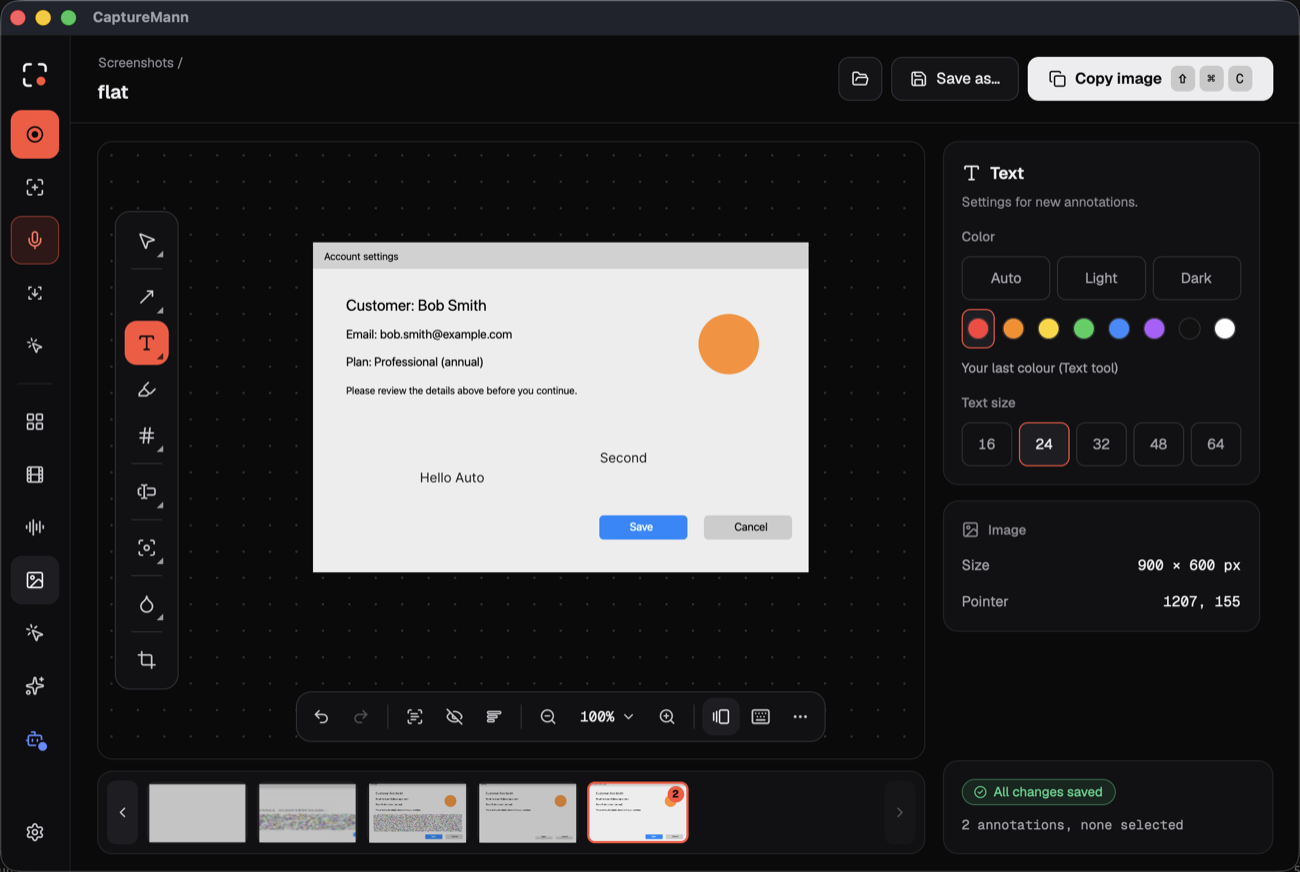 CaptureMann
Screenshots /
flat
Save as...
Copy image ⇧ ⌘ C
Account settings
Customer: Bob Smith
Email: bob.smith@example.com
Plan: Professional (annual)
Please review the details above before you continue.
Second
Hello Auto
Save Cancel
100%
2
Text
Settings for new annotations.
Color
Auto Light Dark
Your last colour (Text tool)
Text size
16 24 32 48 64
Image
Size 900 × 600 px
Pointer 1207, 155
All changes saved
2 annotations, none selected